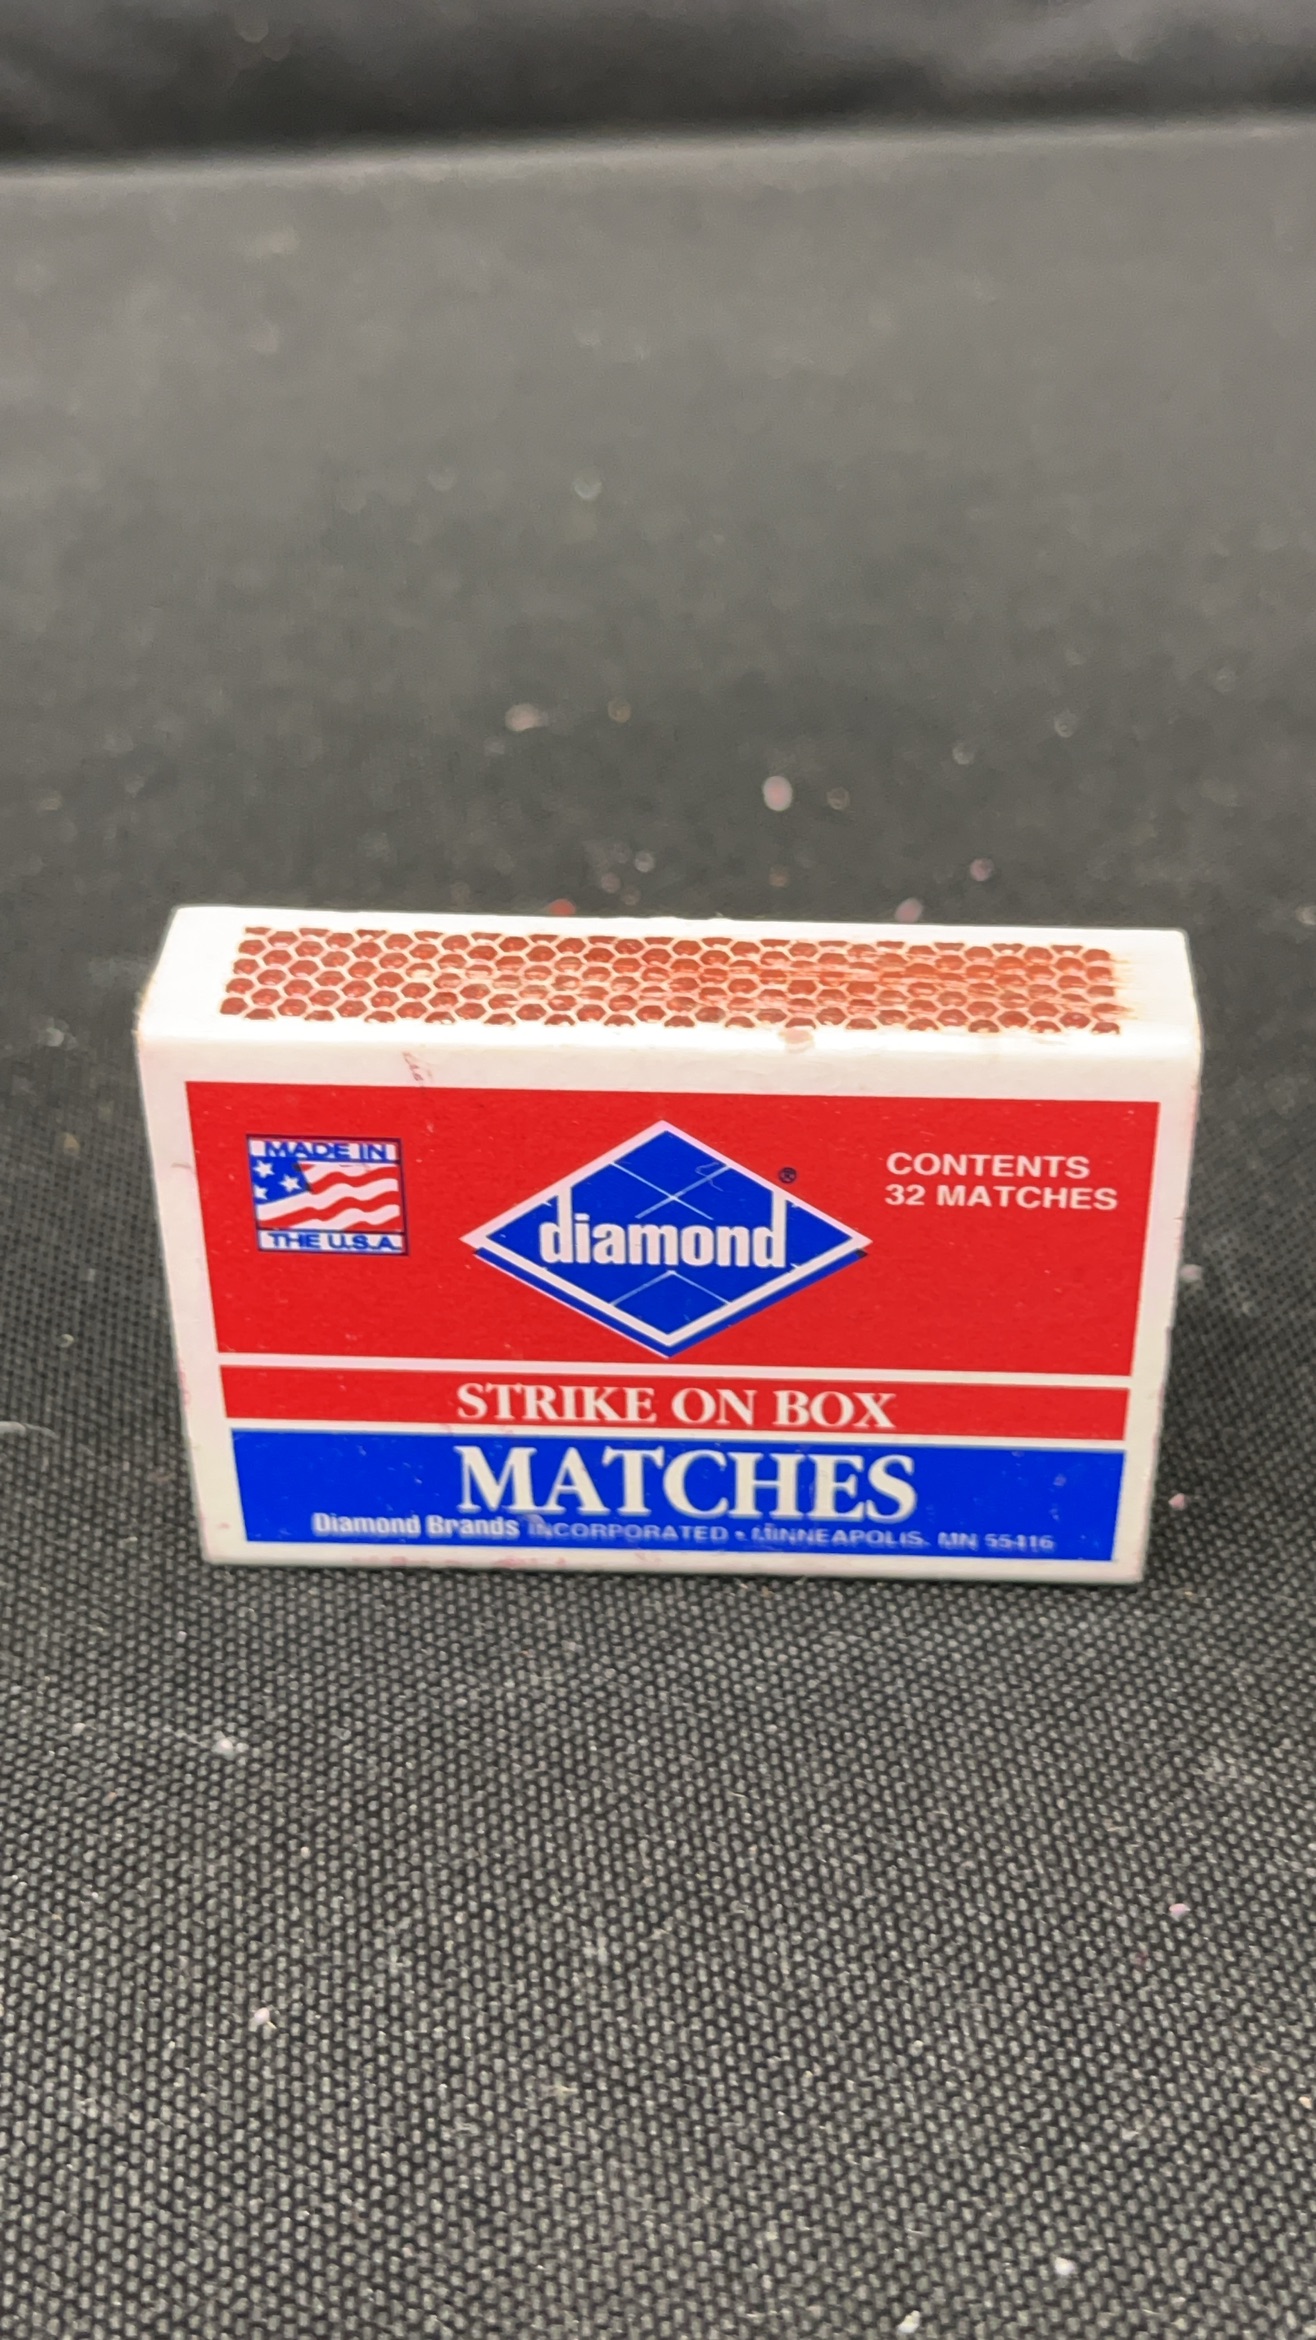 MADE IN
THE U.S.A.
diamond®
CONTENTS
32 MATCHES
STRIKE ON BOX
MATCHES
Diamond Brands INCORPORATED • MINNEAPOLIS, MN 55416